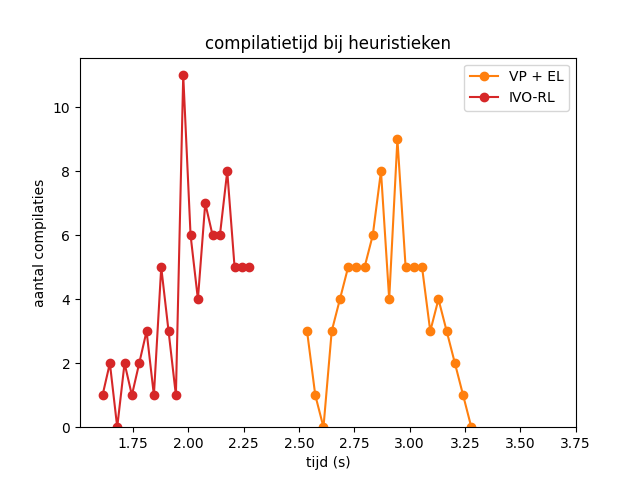 compilatietijd bij heuristieken
VP + EL
IVO-RL
aantal compilaties
10
8
6
4
2
0
1.75 2.00 2.25 2.50 2.75 3.00 3.25 3.50 3.75
tijd (s)